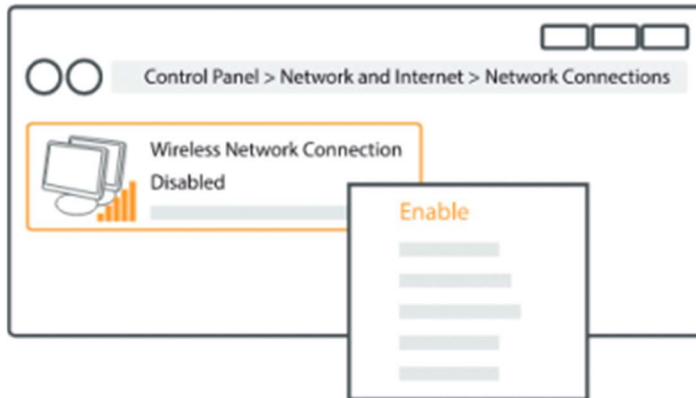 Control Panel > Network and Internet > Network Connections
Wireless Network Connection
Disabled
Enable